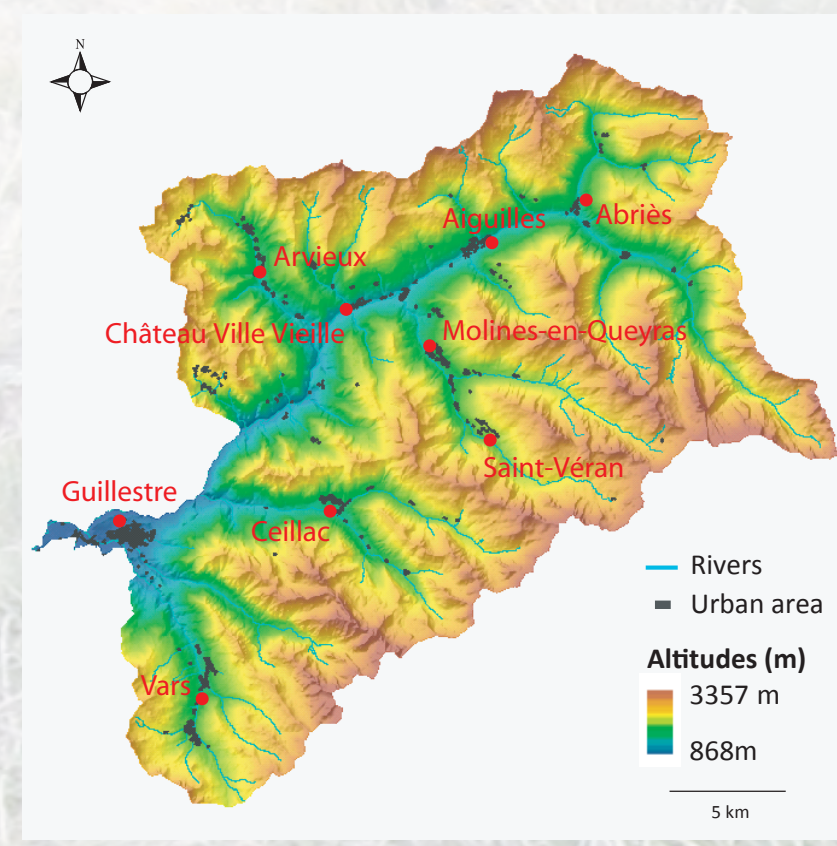 N
Abriès
Aiguilles
Arvieux
Château Ville Vieille
Molines-en-Queyras
Saint-Véran
Guillestre
Ceillac
Vars
Rivers
Urban area
Altitudes (m)
3357 m
868m
5 km